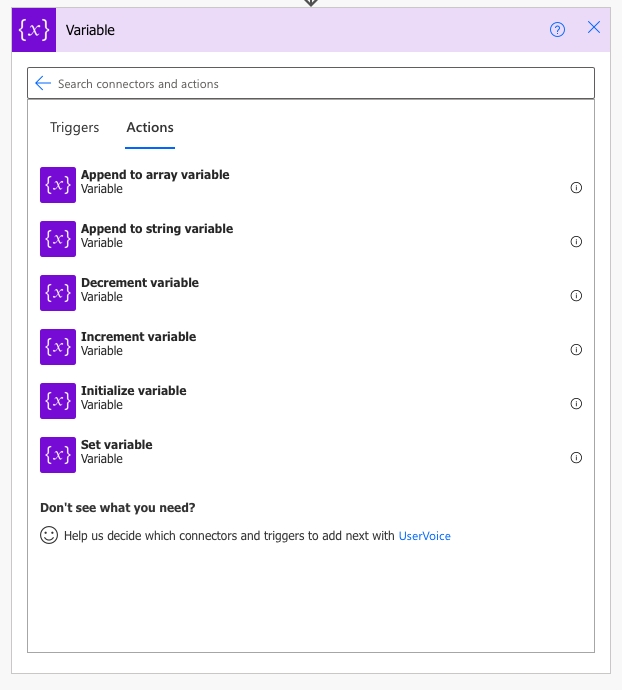 {x} Variable ?
Search connectors and actions
Triggers Actions
{x} Append to array variable
Variable
{x} Append to string variable
Variable
{x} Decrement variable
Variable
{x} Increment variable
Variable
{x} Initialize variable
Variable
{x} Set variable
Variable
Don't see what you need?
Help us decide which connectors and triggers to add next with UserVoice